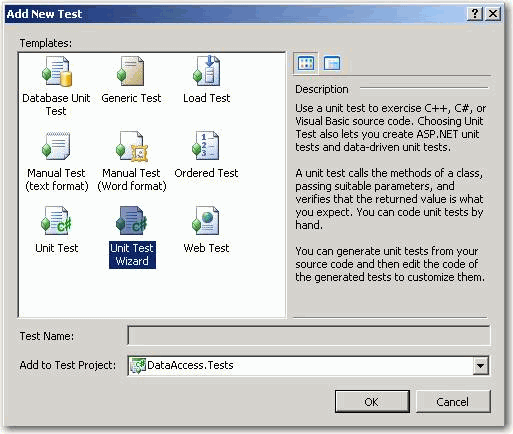 Add New Test
Templates:
Database Unit
Test
Generic Test
Load Test
Manual Test
(text format)
Manual Test
(Word format)
Ordered Test
Unit Test
Unit Test
Wizard
Web Test
Description
Use a unit test to exercise C++, C#, or
Visual Basic source code. Choosing Unit
Test also lets you create ASP.NET unit
tests and data-driven unit tests.
A unit test calls the methods of a class,
passing suitable parameters, and
verifies that the returned value is what
you expect. You can code unit tests by
hand.
You can generate unit tests from your
source code and then edit the code of
the generated tests to customize them.
Test Name:
Add to Test Project:
DataAccess.Tests
OK
Cancel